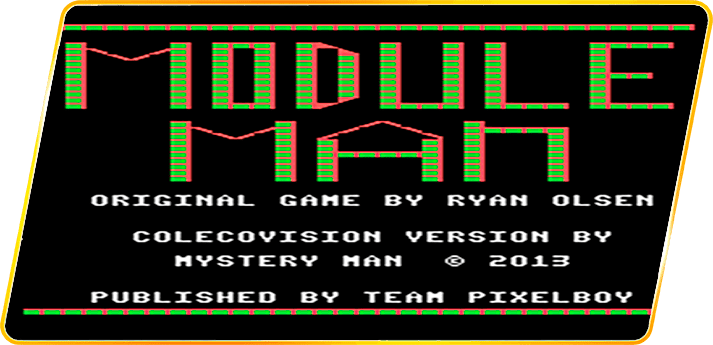 MODULE
MAN
ORIGINAL GAME BY RYAN OLSEN
COLECOVISION VERSION BY
MYSTERY MAN © 2013
PUBLISHED BY TEAM PIXELBOY